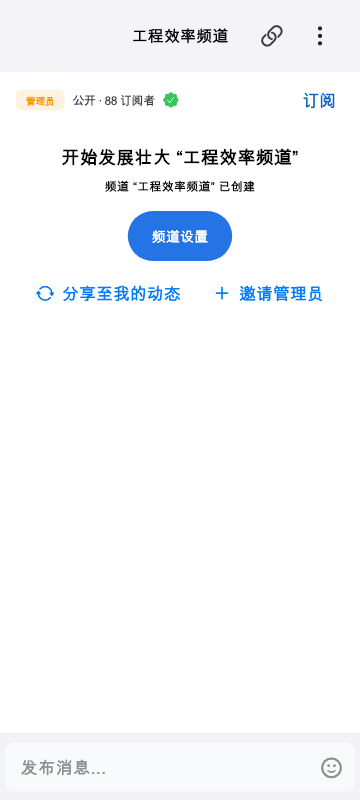 工程效率频道
管理员 公开 · 88 订阅者 订阅
开始发展壮大 “工程效率频道”
频道 “工程效率频道” 已创建
频道设置
分享至我的动态 邀请管理员
发布消息...